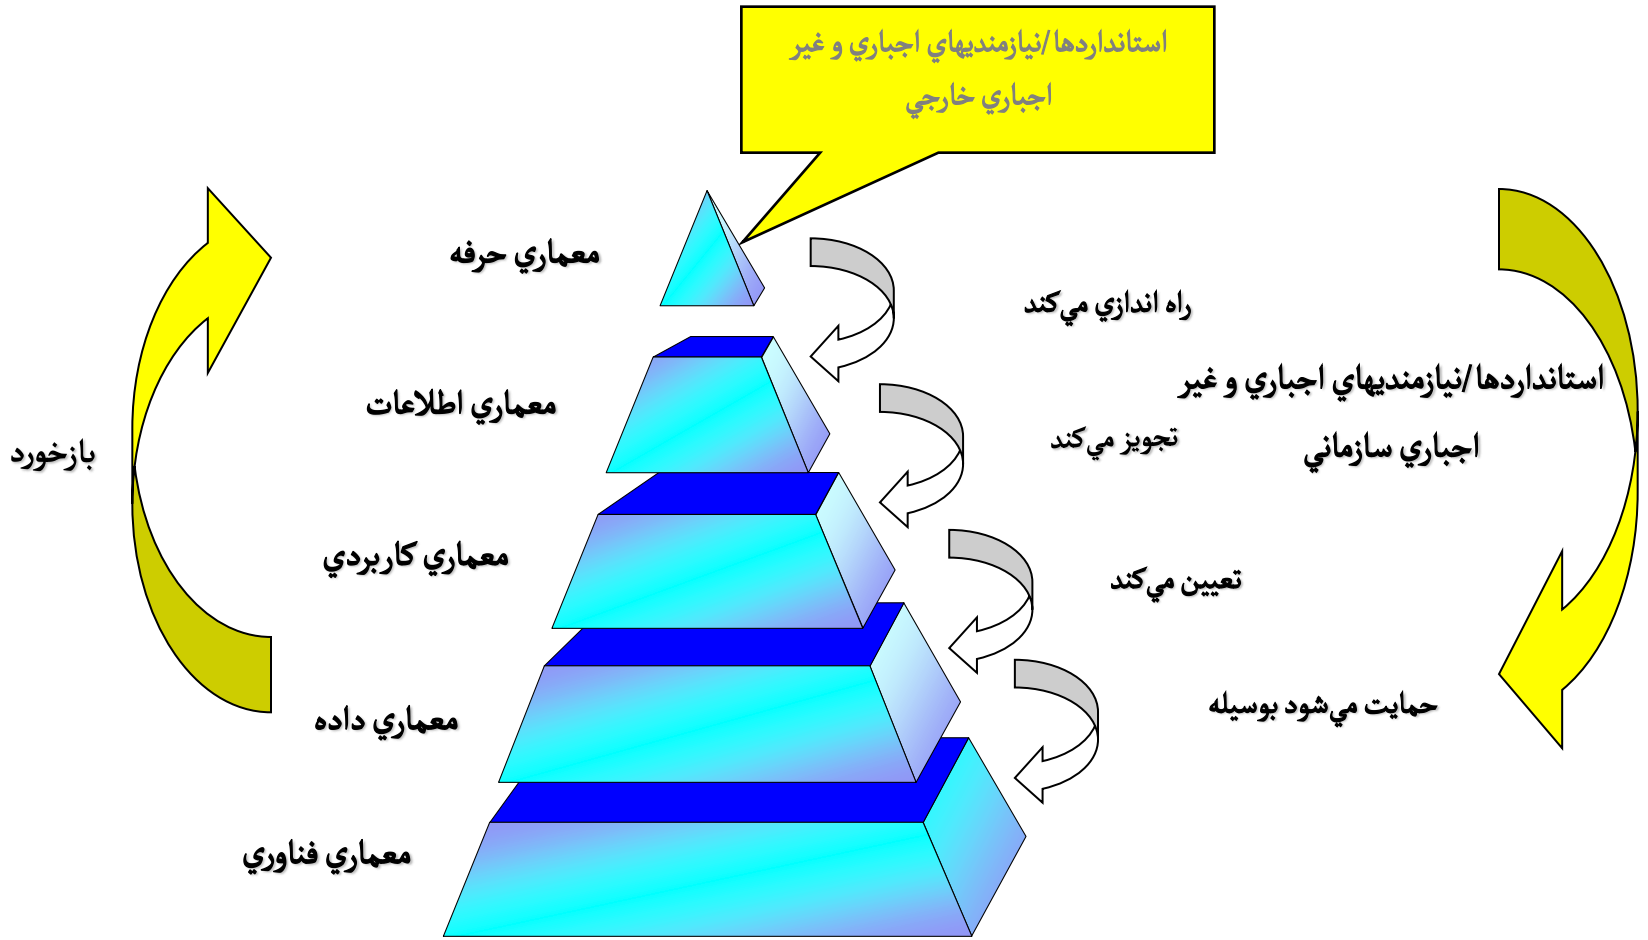 استانداردها/نيازمنديهاي اجباري و غير
اجباري خارجي
معماري حرفه
راه اندازي مي‌كند
استانداردها/نيازمنديهاي اجباري و غير
اجباري سازماني
معماري اطلاعات
تجويز مي‌كند
بازخورد
معماري كاربردي
تعيين مي‌كند
معماري داده
حمايت مي‌شود بوسيله
معماري فناوري